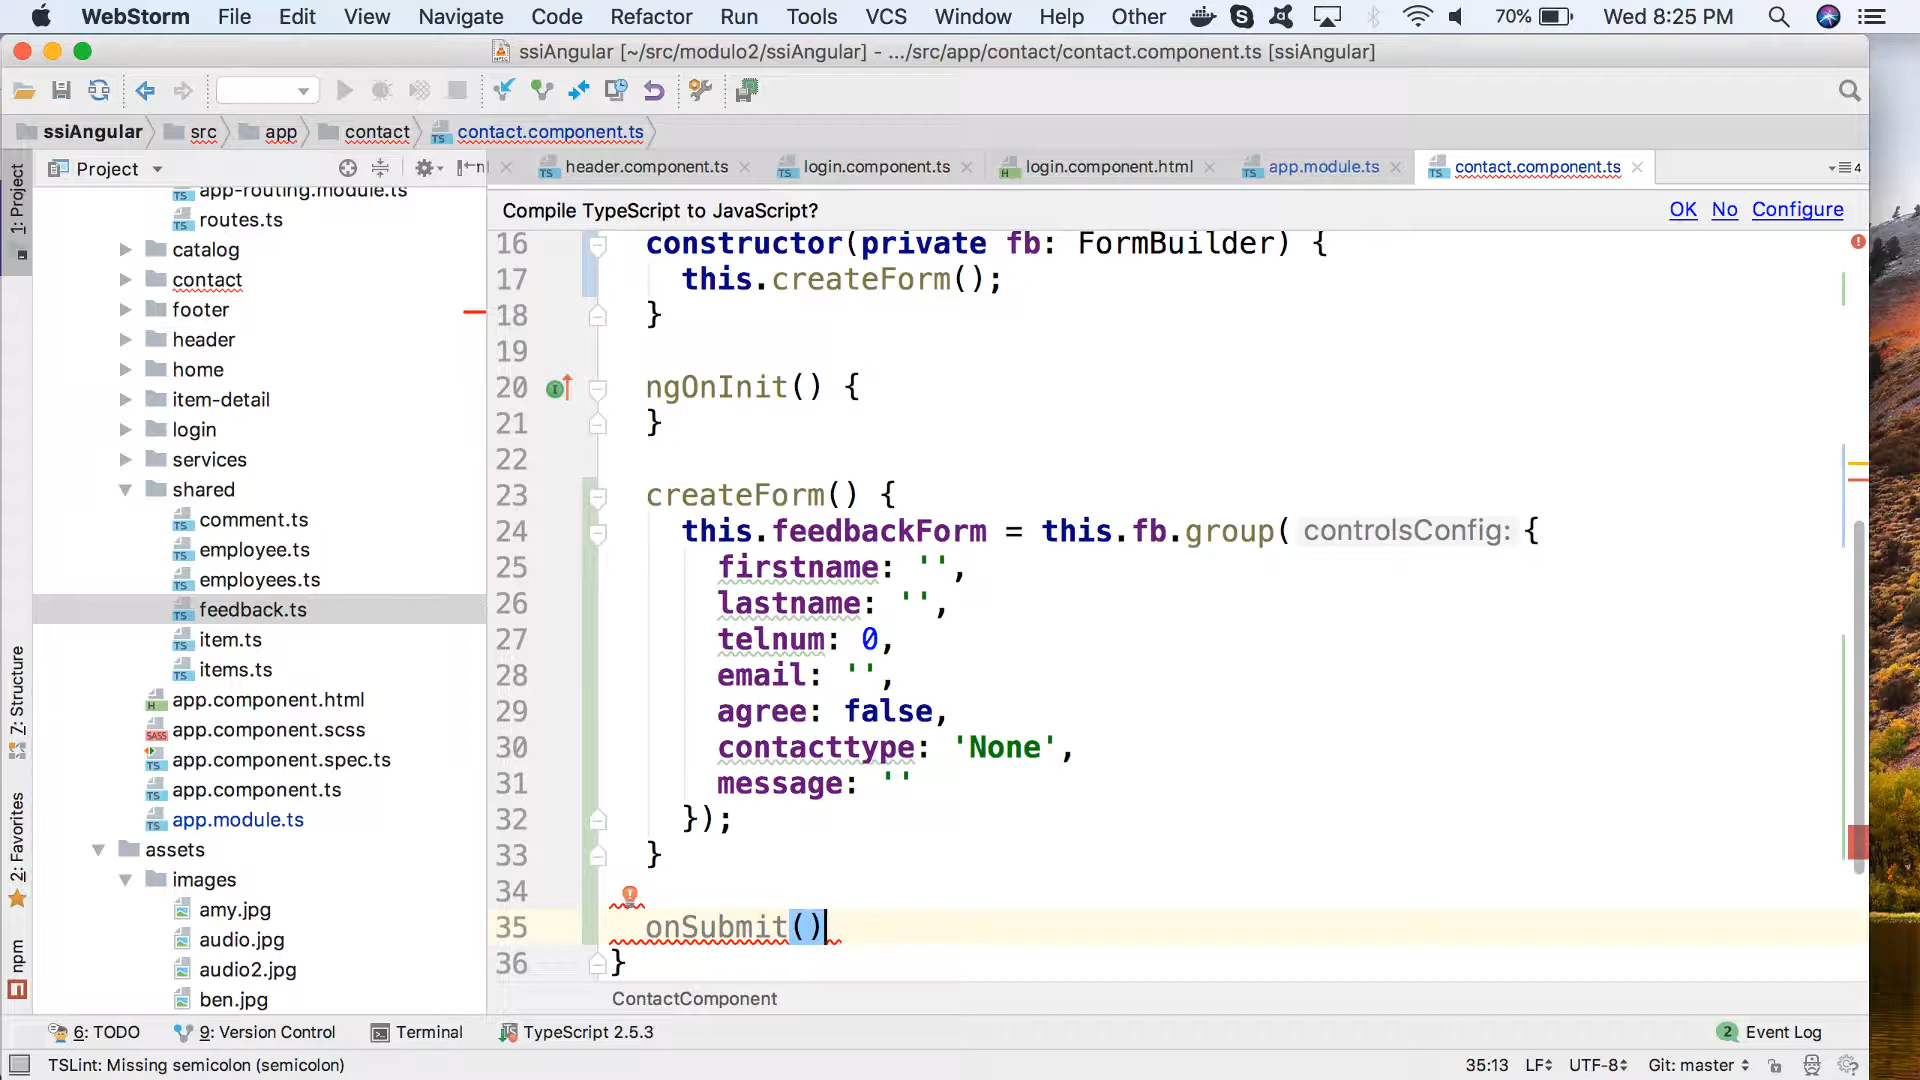 WebStorm File Edit View Navigate Code Refactor Run Tools VCS Window Help Other 70% Wed 8:25 PM
ssiAngular [~/src/modulo2/ssiAngular] - .../src/app/contact/contact.component.ts [ssiAngular]
ssiAngular src app contact contact.component.ts
Project
header.component.ts login.component.ts login.component.html app.module.ts contact.component.ts 4
Compile TypeScript to JavaScript? OK No Configure
1: Project
7: Structure
2: Favorites
npm
app-routing.module.ts
routes.ts
catalog
contact
footer
header
home
item-detail
login
services
shared
comment.ts
employee.ts
employees.ts
feedback.ts
item.ts
items.ts
app.component.html
app.component.scss
app.component.spec.ts
app.component.ts
app.module.ts
assets
images
amy.jpg
audio.jpg
audio2.jpg
ben.jpg
16 constructor(private fb: FormBuilder) {
17 this.createForm();
18 }
19
20 ngOnInit() {
21 }
22
23 createForm() {
24 this.feedbackForm = this.fb.group( controlsConfig: {
25 firstname: '',
26 lastname: '',
27 telnum: 0,
28 email: '',
29 agree: false,
30 contacttype: 'None',
31 message: ''
32 });
33 }
34
35 onSubmit()
36 }
ContactComponent
6: TODO 9: Version Control Terminal TypeScript 2.5.3 2 Event Log
TSLint: Missing semicolon (semicolon) 35:13 LF UTF-8 Git: master